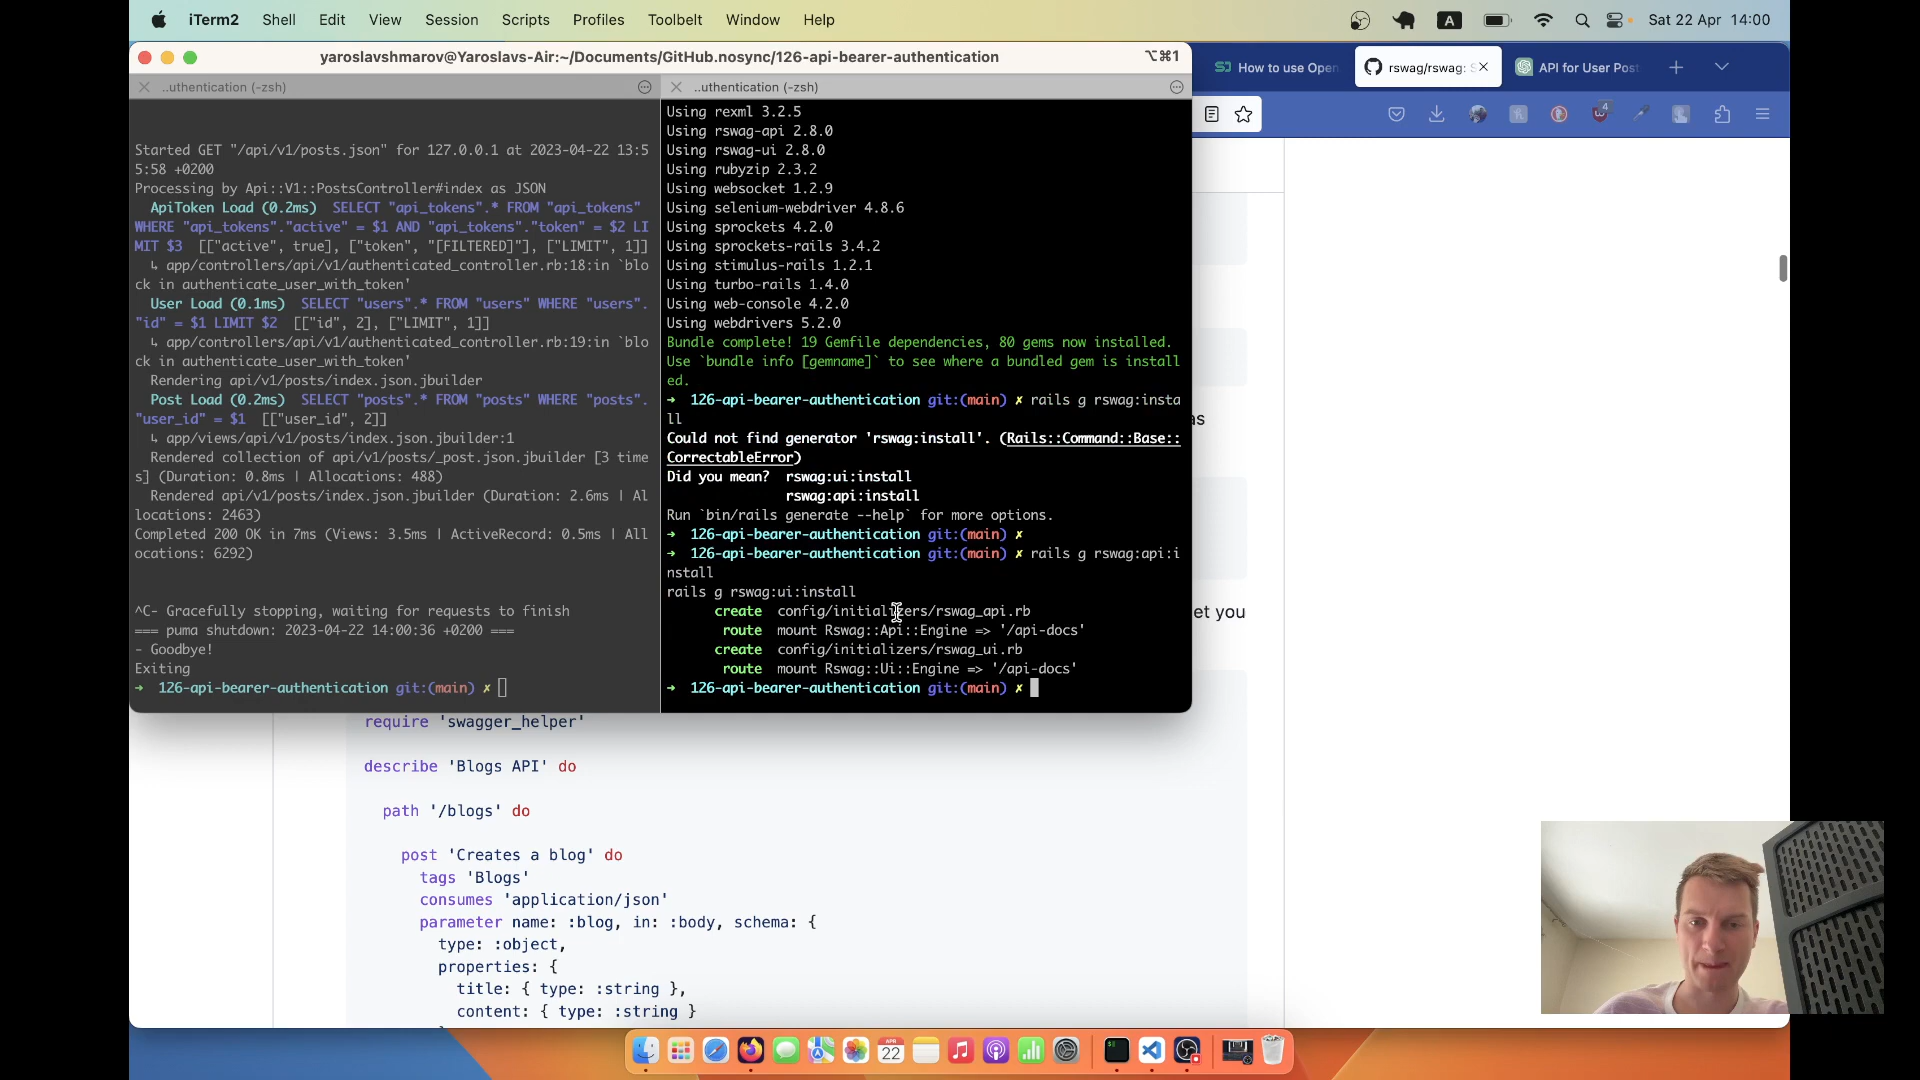 iTerm2 Shell Edit View Session Scripts Profiles Toolbelt Window Help
A
Sat 22 Apr 14:00
yaroslavshmarov@Yaroslavs-Air:~/Documents/GitHub.nosync/126-api-bearer-authentication
⌥⌘1
..uthentication (-zsh)
Started GET "/api/v1/posts.json" for 127.0.0.1 at 2023-04-22 13:5
5:58 +0200
Processing by Api::V1::PostsController#index as JSON
ApiToken Load (0.2ms) SELECT "api_tokens".* FROM "api_tokens"
WHERE "api_tokens"."active" = $1 AND "api_tokens"."token" = $2 LI
MIT $3 [["active", true], ["token", "[FILTERED]"], ["LIMIT", 1]]
↳ app/controllers/api/v1/authenticated_controller.rb:18:in `blo
ck in authenticate_user_with_token'
User Load (0.1ms) SELECT "users".* FROM "users" WHERE "users".
"id" = $1 LIMIT $2 [["id", 2], ["LIMIT", 1]]
↳ app/controllers/api/v1/authenticated_controller.rb:19:in `blo
ck in authenticate_user_with_token'
Rendering api/v1/posts/index.json.jbuilder
Post Load (0.2ms) SELECT "posts".* FROM "posts" WHERE "posts".
"user_id" = $1 [["user_id", 2]]
↳ app/views/api/v1/posts/index.json.jbuilder:1
Rendered collection of api/v1/posts/_post.json.jbuilder [3 time
s] (Duration: 0.8ms | Allocations: 488)
Rendered api/v1/posts/index.json.jbuilder (Duration: 2.6ms | Al
locations: 2463)
Completed 200 OK in 7ms (Views: 3.5ms | ActiveRecord: 0.5ms | All
ocations: 6292)
^C- Gracefully stopping, waiting for requests to finish
=== puma shutdown: 2023-04-22 14:00:36 +0200 ===
- Goodbye!
Exiting
➜ 126-api-bearer-authentication git:(main) ✗
..uthentication (-zsh)
Using rexml 3.2.5
Using rswag-api 2.8.0
Using rswag-ui 2.8.0
Using rubyzip 2.3.2
Using websocket 1.2.9
Using selenium-webdriver 4.8.6
Using sprockets 4.2.0
Using sprockets-rails 3.4.2
Using stimulus-rails 1.2.1
Using turbo-rails 1.4.0
Using web-console 4.2.0
Using webdrivers 5.2.0
Bundle complete! 19 Gemfile dependencies, 80 gems now installed.
Use `bundle info [gemname]` to see where a bundled gem is install
ed.
➜ 126-api-bearer-authentication git:(main) ✗ rails g rswag:insta
ll
Could not find generator 'rswag:install'. (Rails::Command::Base::
CorrectableError)
Did you mean? rswag:ui:install
rswag:api:install
Run `bin/rails generate --help` for more options.
➜ 126-api-bearer-authentication git:(main) ✗
➜ 126-api-bearer-authentication git:(main) ✗ rails g rswag:api:i
nstall
rails g rswag:ui:install
create config/initializers/rswag_api.rb
route mount Rswag::Api::Engine => '/api-docs'
create config/initializers/rswag_ui.rb
route mount Rswag::Ui::Engine => '/api-docs'
➜ 126-api-bearer-authentication git:(main) ✗
How to use Open
rswag/rswag: S
API for User Post
4
as
et you
require 'swagger_helper'
describe 'Blogs API' do
path '/blogs' do
post 'Creates a blog' do
tags 'Blogs'
consumes 'application/json'
parameter name: :blog, in: :body, schema: {
type: :object,
properties: {
title: { type: :string },
content: { type: :string }
APR
22